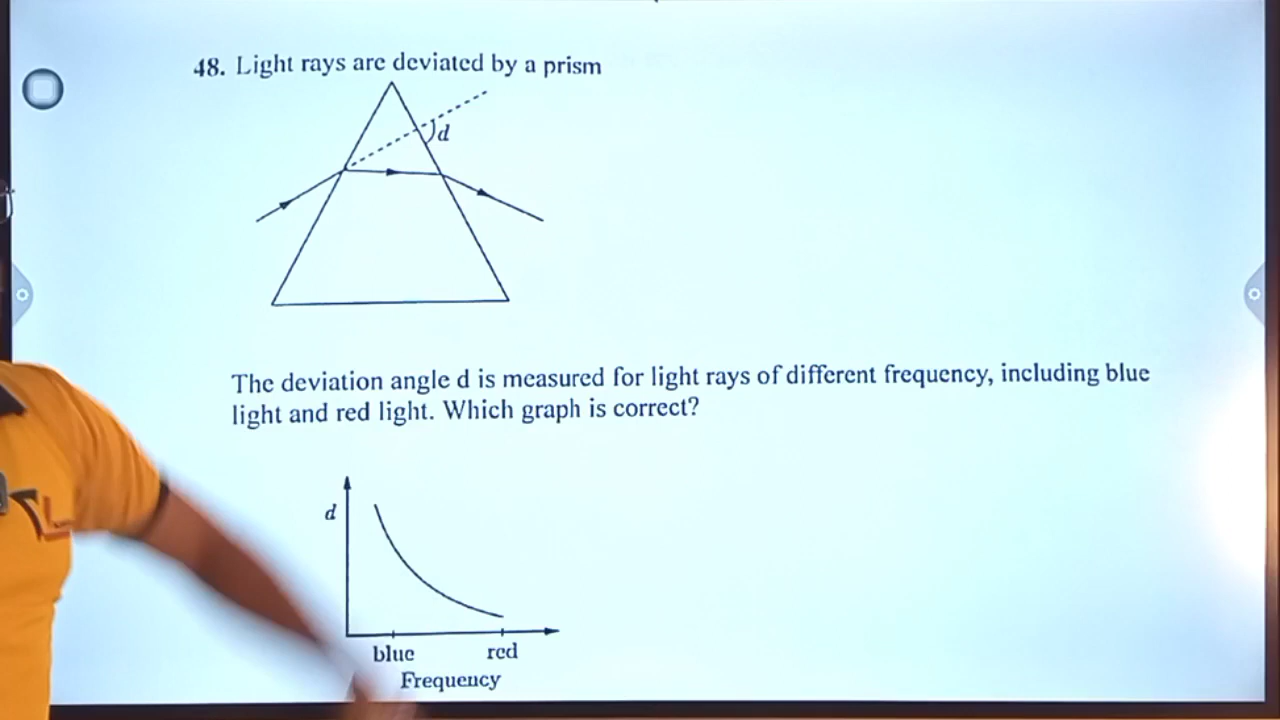 48. Light rays are deviated by a prism
d
The deviation angle d is measured for light rays of different frequency, including blue
light and red light. Which graph is correct?
d
blue red
Frequency